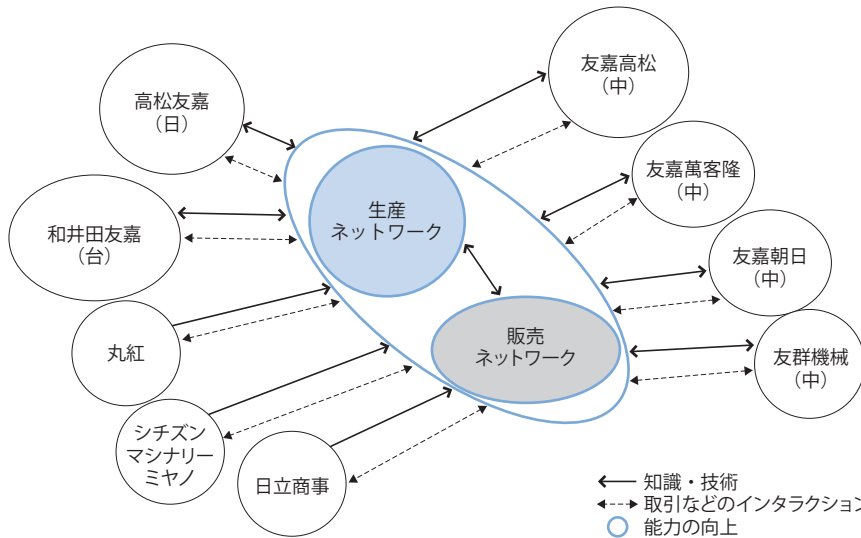 友嘉高松
(中)
高松友嘉
(日)
友嘉萬客隆
(中)
生産
ネットワーク
和井田友嘉
(台)
友嘉朝日
(中)
販売
ネットワーク
丸紅
友群機械
(中)
シチズン
マシナリー
ミヤノ
日立商事
知識・技術
取引などのインタラクション
能力の向上